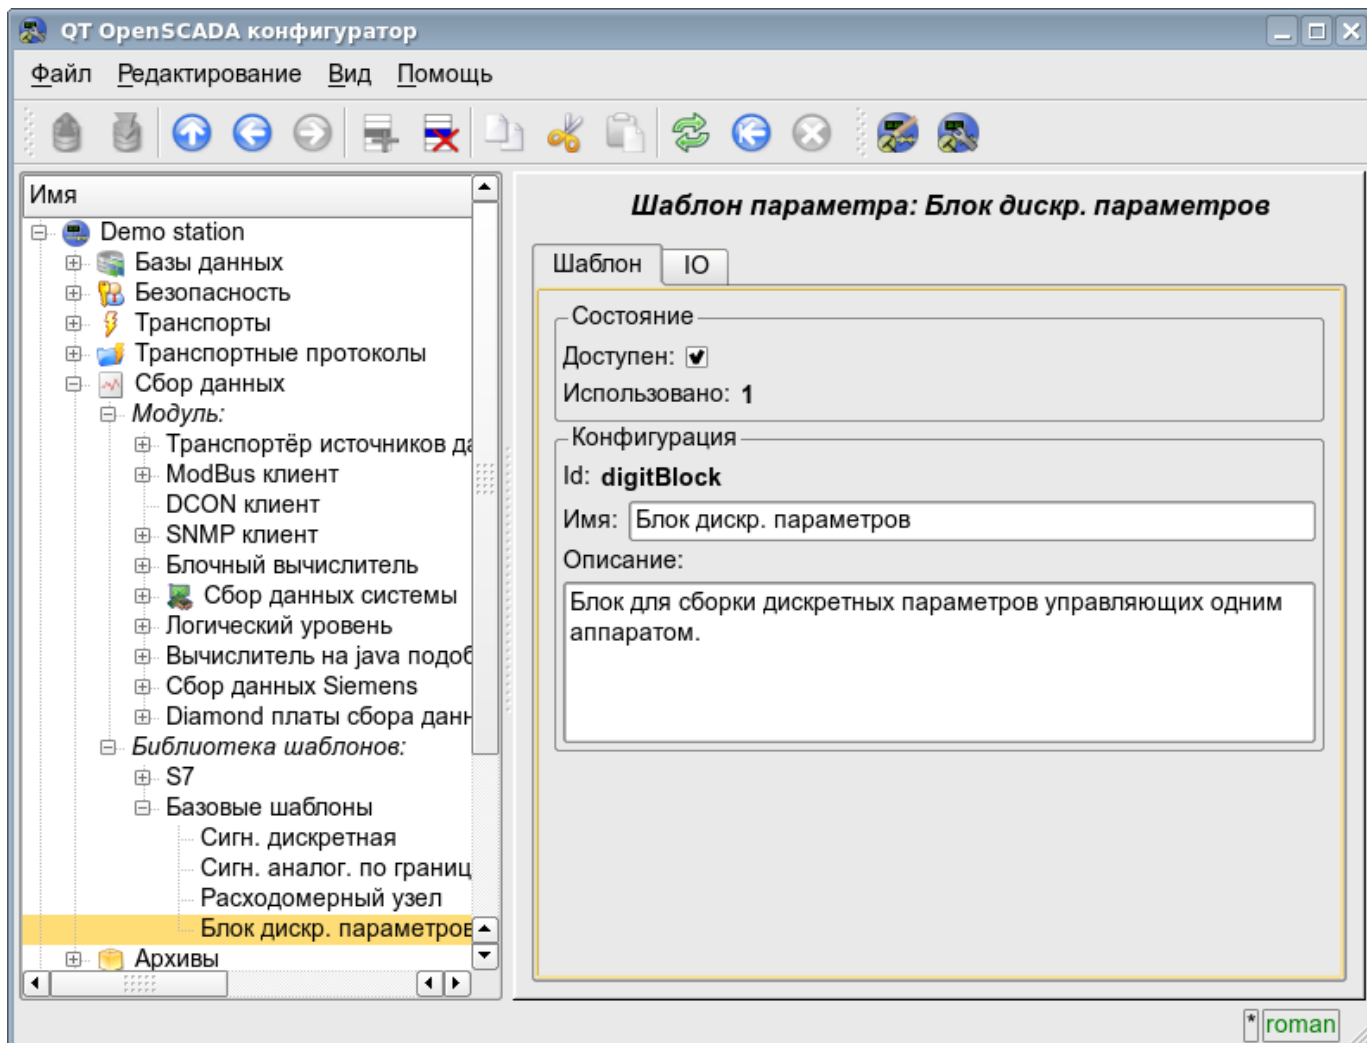 QT OpenSCADA конфигуратор
Файл Редактирование Вид Помощь
Имя
Demo station
Базы данных
Безопасность
Транспорты
Транспортные протоколы
Сбор данных
Модуль:
Транспортёр источников да
ModBus клиент
DCON клиент
SNMP клиент
Блочный вычислитель
Сбор данных системы
Логический уровень
Вычислитель на java подоб
Сбор данных Siemens
Diamond платы сбора данн
Библиотека шаблонов:
S7
Базовые шаблоны
Сигн. дискретная
Сигн. аналог. по границ
Расходомерный узел
Блок дискр. параметров
Архивы
Шаблон параметра: Блок дискр. параметров
Шаблон IO
Состояние
Доступен:
Использовано: 1
Конфигурация
Id: digitBlock
Имя: Блок дискр. параметров
Описание:
Блок для сборки дискретных параметров управляющих одним
аппаратом.
* roman